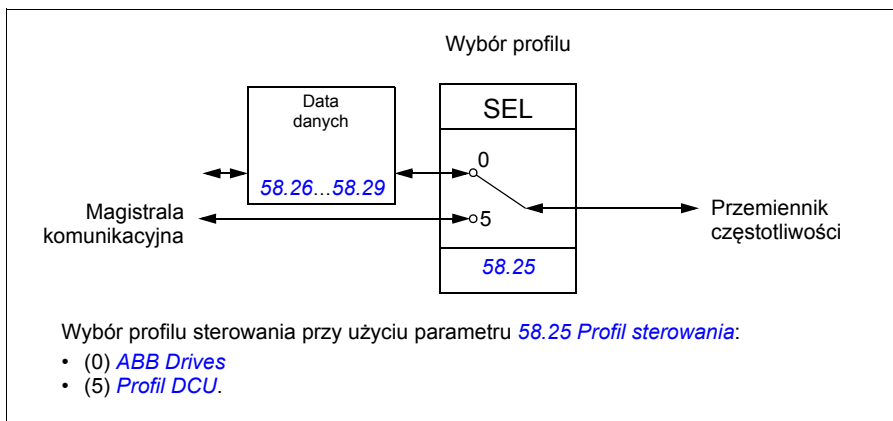 Wybór profilu
Data
danych
58.26...58.29
SEL
0
5
58.25
Magistrala
komunikacyjna
Przemiennik
częstotliwości
Wybór profilu sterowania przy użyciu parametru 58.25 Profil sterowania:
• (0) ABB Drives
• (5) Profil DCU.